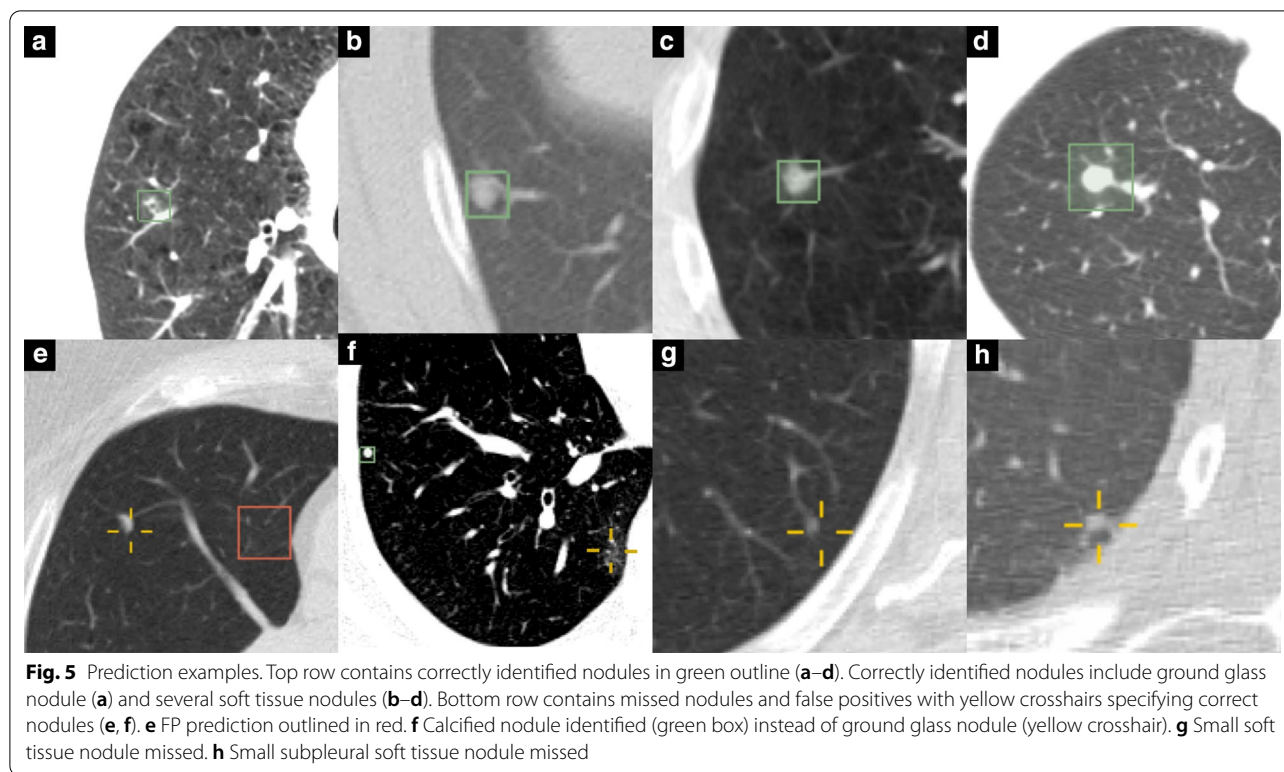 a
b
c
d
e
f
g
h
Fig. 5 Prediction examples. Top row contains correctly identified nodules in green outline (a–d). Correctly identified nodules include ground glass
nodule (a) and several soft tissue nodules (b–d). Bottom row contains missed nodules and false positives with yellow crosshairs specifying correct
nodules (e, f). e FP prediction outlined in red. f Calcified nodule identified (green box) instead of ground glass nodule (yellow crosshair). g Small soft
tissue nodule missed. h Small subpleural soft tissue nodule missed